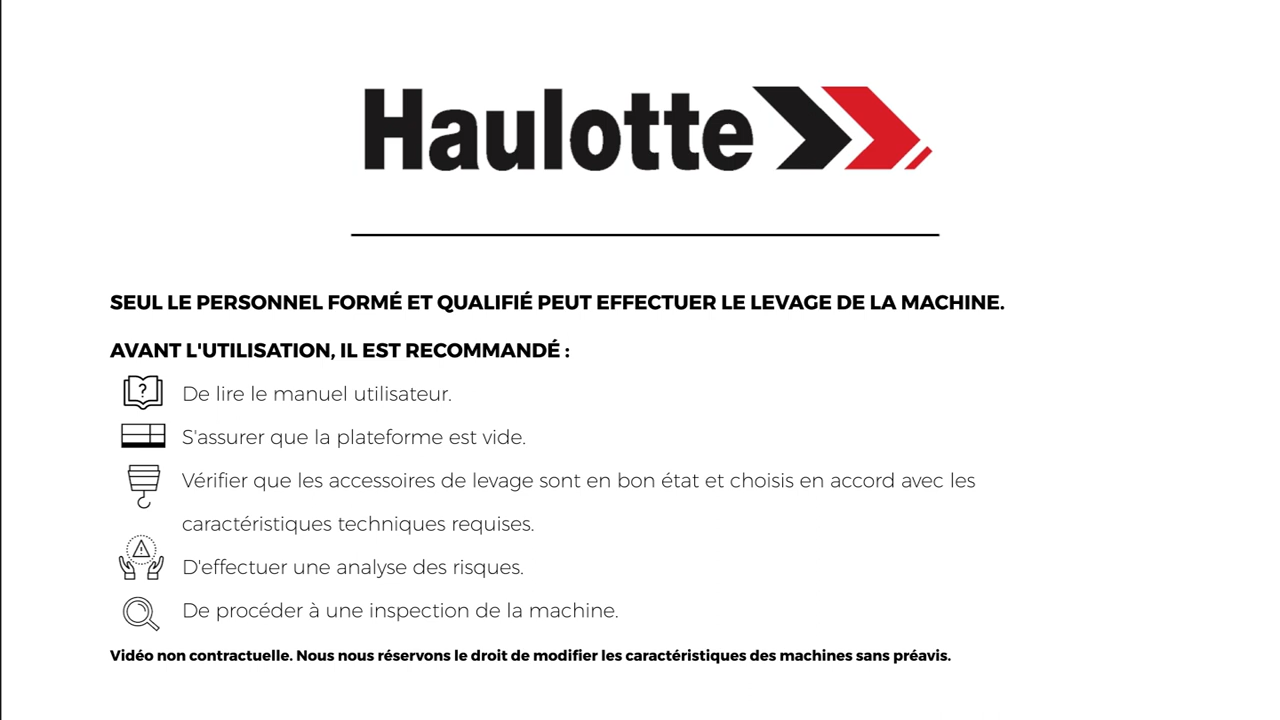 Haulotte
SEUL LE PERSONNEL FORMÉ ET QUALIFIÉ PEUT EFFECTUER LE LEVAGE DE LA MACHINE.
AVANT L'UTILISATION, IL EST RECOMMANDÉ :
De lire le manuel utilisateur.
S'assurer que la plateforme est vide.
Vérifier que les accessoires de levage sont en bon état et choisis en accord avec les
caractéristiques techniques requises.
D'effectuer une analyse des risques.
De procéder à une inspection de la machine.
Vidéo non contractuelle. Nous nous réservons le droit de modifier les caractéristiques des machines sans préavis.